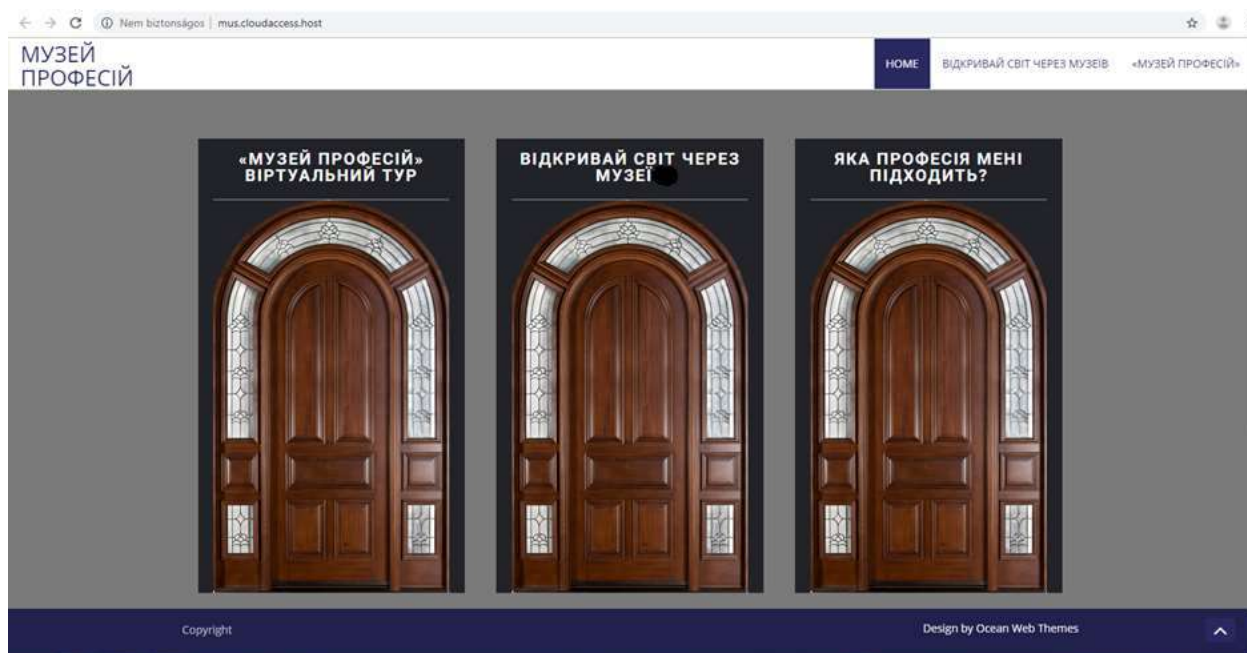 Nem biztonságos | mus.cloudaccess.host
МУЗЕЙ
ПРОФЕСІЙ
HOME ВІДКРИВАЙ СВІТ ЧЕРЕЗ МУЗЕЇВ «МУЗЕЙ ПРОФЕСІЙ»
«МУЗЕЙ ПРОФЕСІЙ»
ВІРТУАЛЬНИЙ ТУР
ВІДКРИВАЙ СВІТ ЧЕРЕЗ
МУЗЕЇ
ЯКА ПРОФЕСІЯ МЕНІ
ПІДХОДИТЬ?
Copyright
Design by Ocean Web Themes